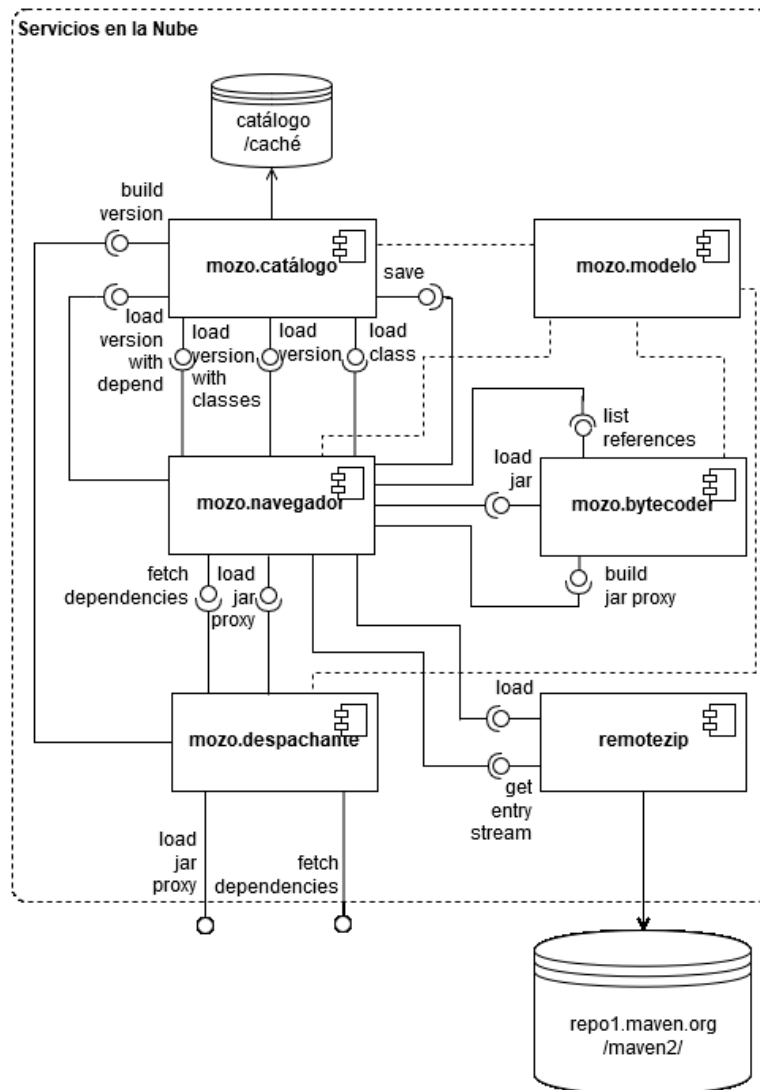 Servicios en la Nube
catálogo
/caché
build
version
mozo.catálogo
save
mozo.modelo
load
version
with
depend
load
version
with
classes
load
version
load
class
list
references
load
jar
mozo.navegador
mozo.bytecoder
fetch
dependencies
load
jar
proxy
build
jar proxy
load
mozo.despachante
remotezip
get
entry
stream
load
jar
proxy
fetch
dependencies
repo1.maven.org
/maven2/